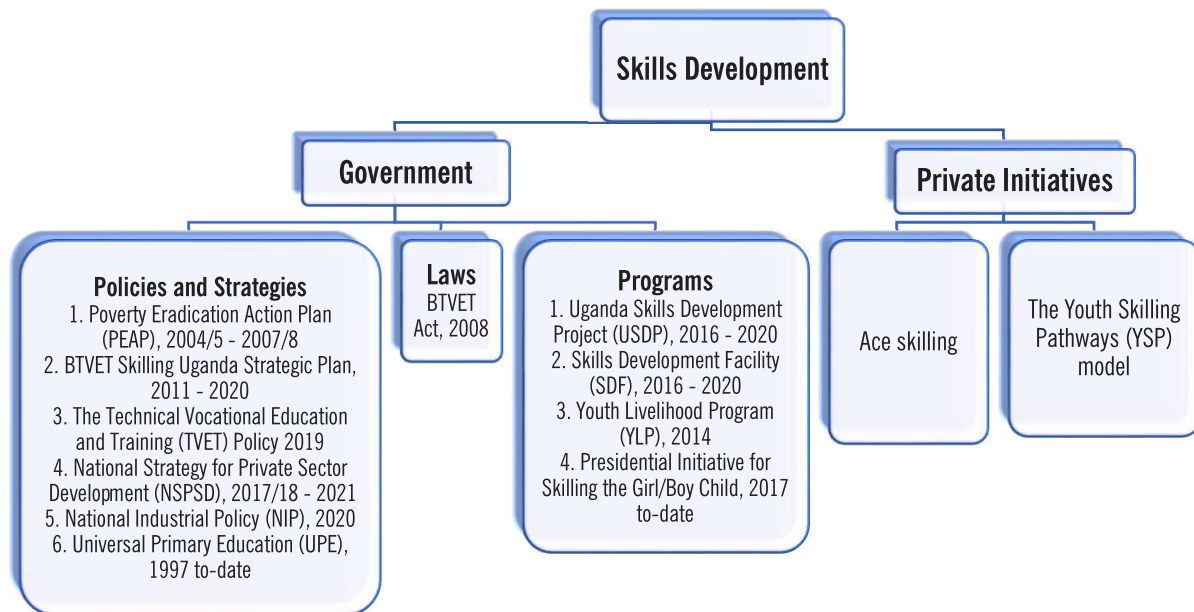 Skills Development
Government
Private Initiatives
Policies and Strategies
1. Poverty Eradication Action Plan
(PEAP), 2004/5 - 2007/8
2. BTVET Skilling Uganda Strategic Plan,
2011 - 2020
3. The Technical Vocational Education
and Training (TVET) Policy 2019
4. National Strategy for Private Sector
Development (NSPSD), 2017/18 - 2021
5. National Industrial Policy (NIP), 2020
6. Universal Primary Education (UPE),
1997 to-date
Laws
BTVET
Act, 2008
Programs
1. Uganda Skills Development
Project (USDP), 2016 - 2020
2. Skills Development Facility
(SDF), 2016 - 2020
3. Youth Livelihood Program
(YLP), 2014
4. Presidential Initiative for
Skilling the Girl/Boy Child, 2017
to-date
Ace skilling
The Youth Skilling
Pathways (YSP)
model